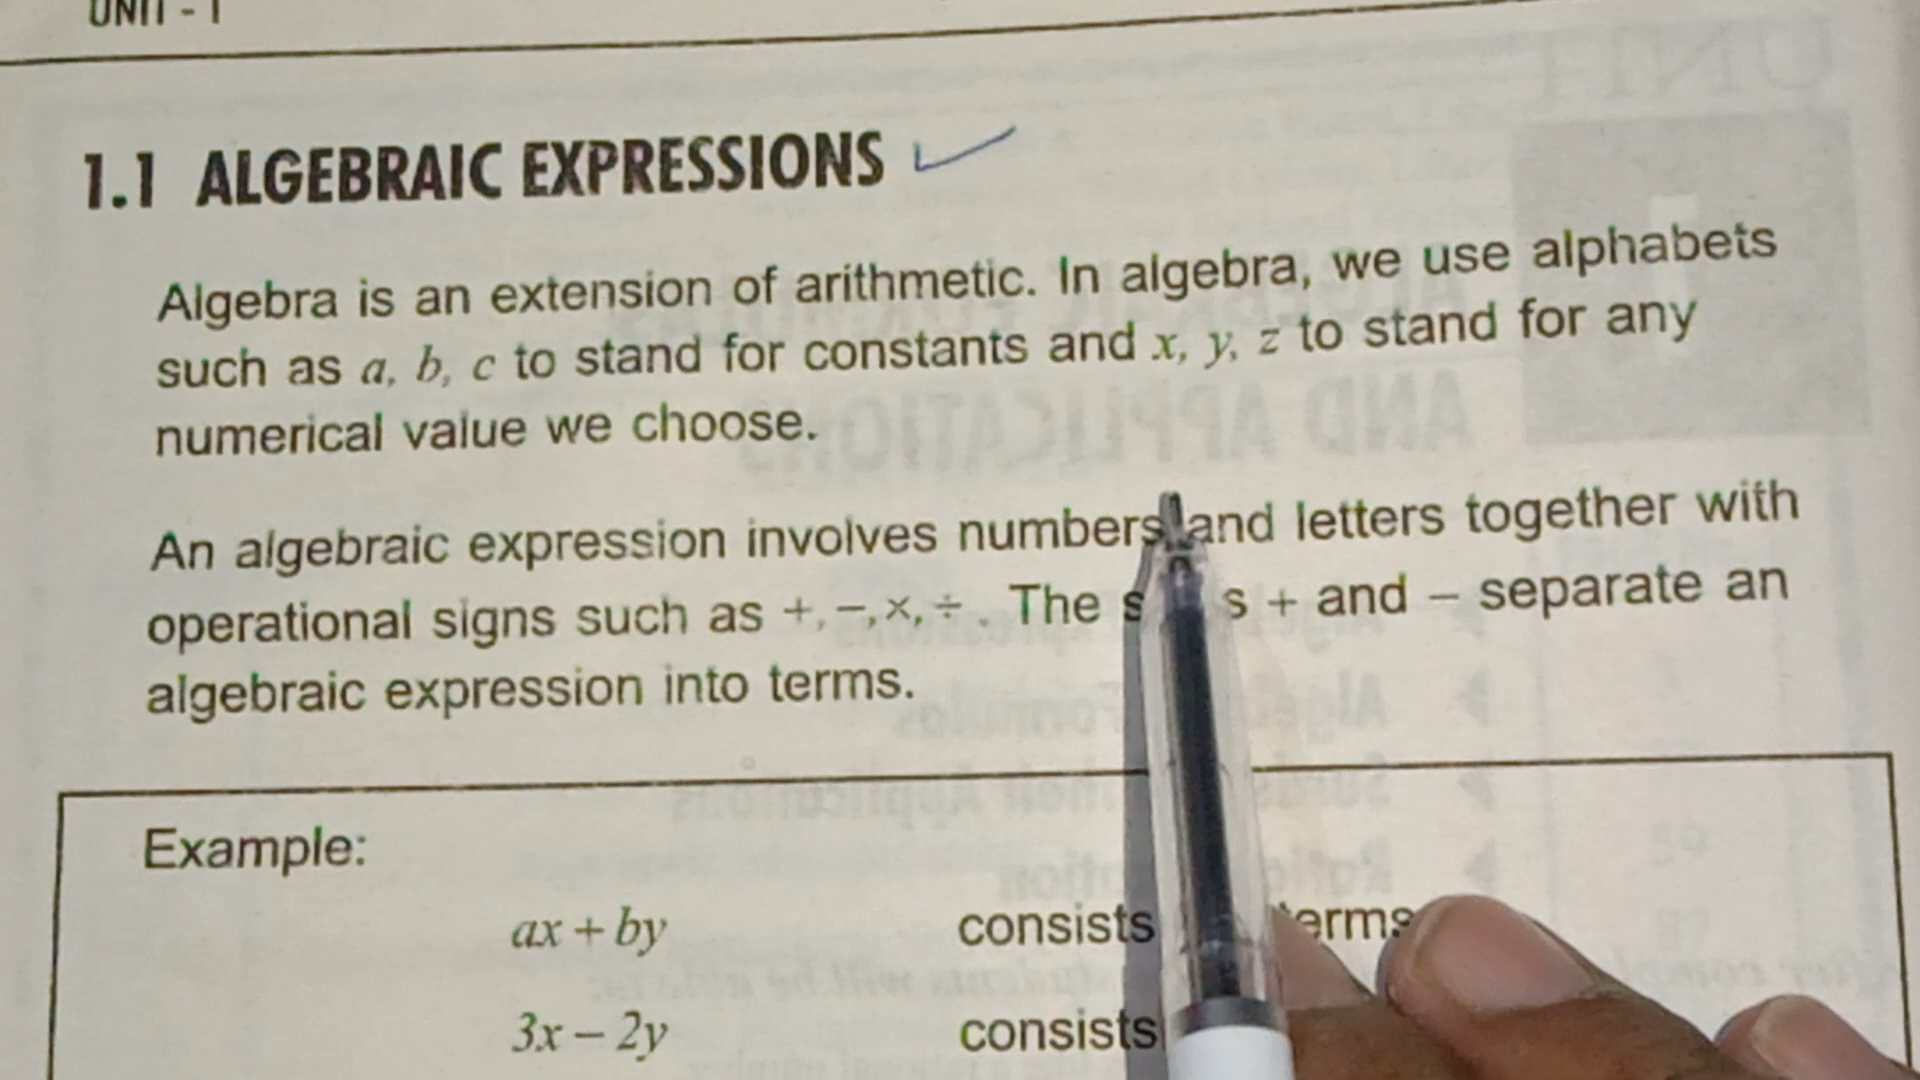 UNIT - 1
1.1 ALGEBRAIC EXPRESSIONS
Algebra is an extension of arithmetic. In algebra, we use alphabets
such as a, b, c to stand for constants and x, y, z to stand for any
numerical value we choose.
An algebraic expression involves numbers and letters together with
operational signs such as +, −, ×, ÷ . The + and − separate an
algebraic expression into terms.
Example:
ax + by consists
3x − 2y consists